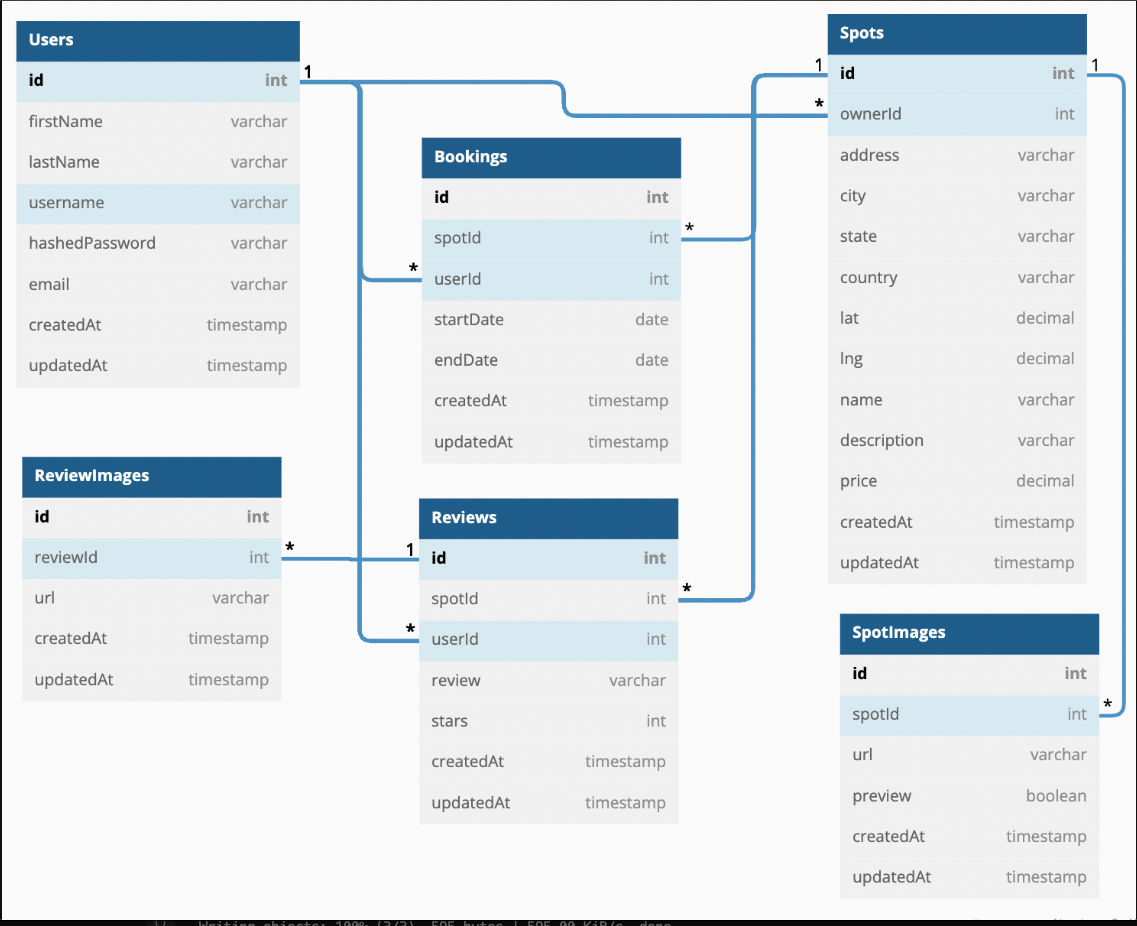 Users
id int
firstName varchar
lastName varchar
username varchar
hashedPassword varchar
email varchar
createdAt timestamp
updatedAt timestamp
1
Bookings
id int
spotId int
userId int
startDate date
endDate date
createdAt timestamp
updatedAt timestamp
*
*
Spots
1 id int 1
* ownerId int
address varchar
city varchar
state varchar
country varchar
lat decimal
lng decimal
name varchar
description varchar
price decimal
createdAt timestamp
updatedAt timestamp
ReviewImages
id int
reviewId int *
url varchar
createdAt timestamp
updatedAt timestamp
Reviews
1 id int
spotId int *
* userId int
review varchar
stars int
createdAt timestamp
updatedAt timestamp
SpotImages
id int
spotId int *
url varchar
preview boolean
createdAt timestamp
updatedAt timestamp
Writing objects: 100% (3/3), 595 bytes | 595.00 KiB/s, done.